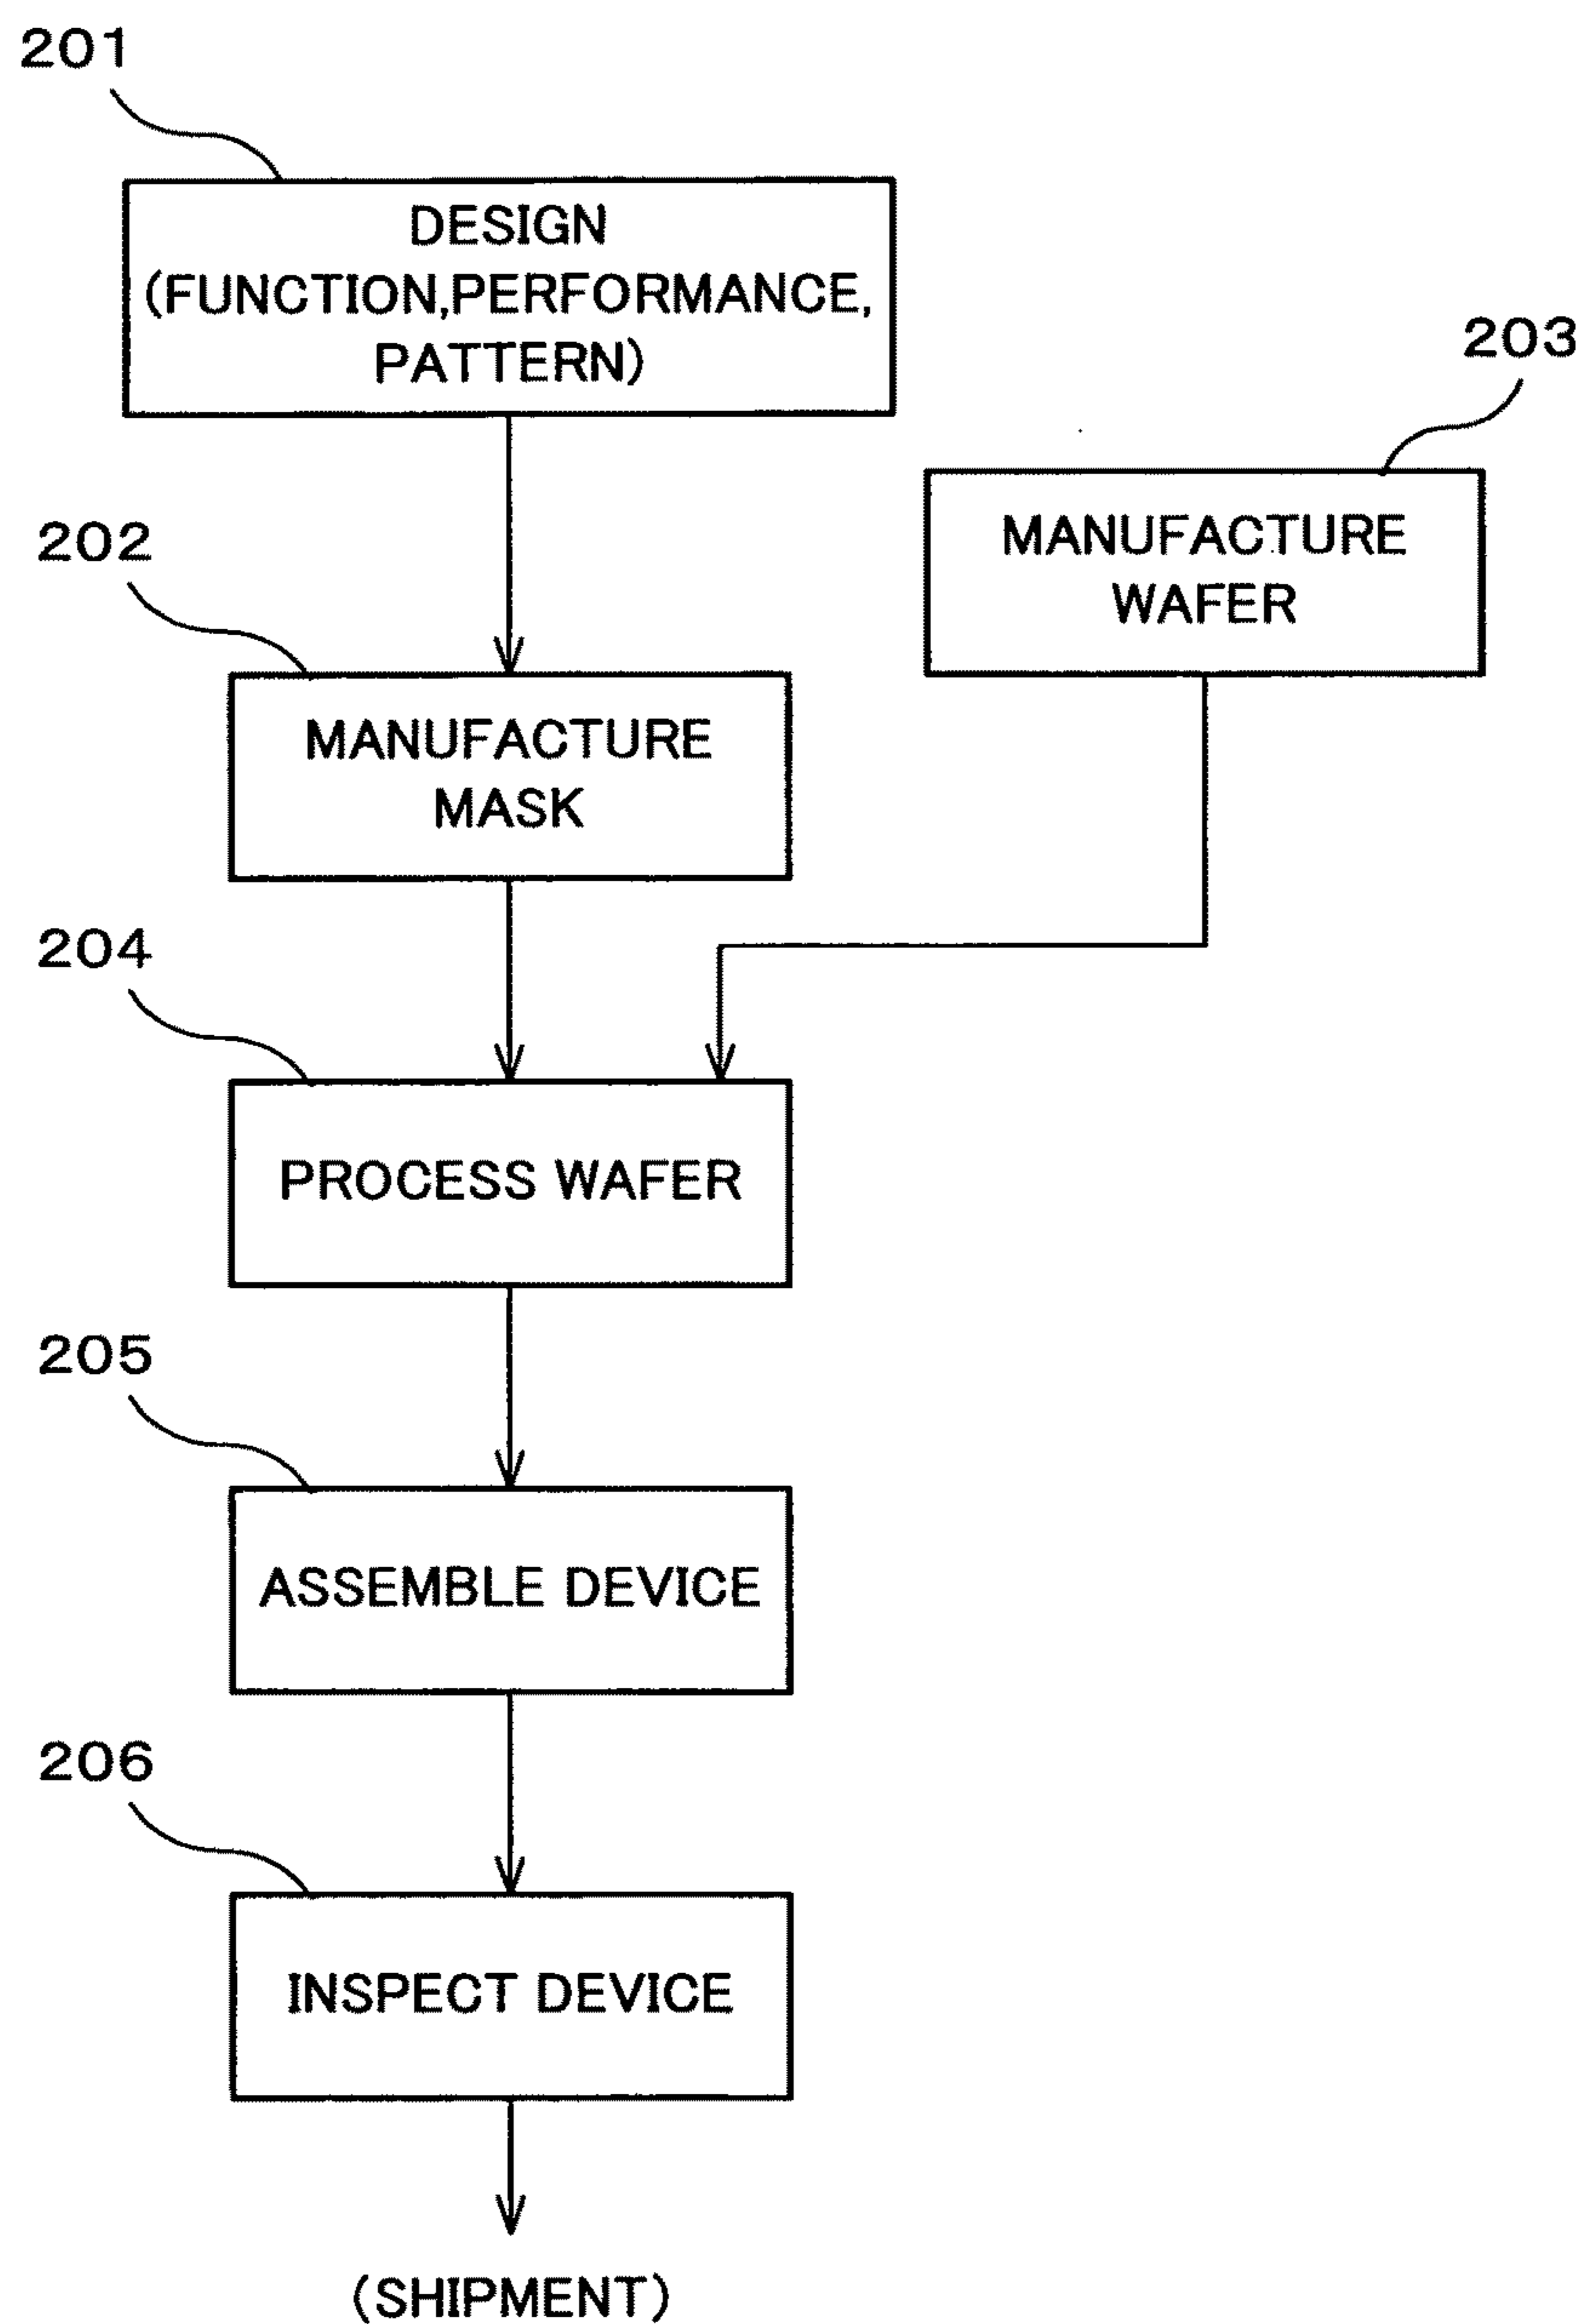 201
DESIGN
(FUNCTION,PERFORMANCE,
PATTERN)
203
MANUFACTURE
WAFER
202
MANUFACTURE
MASK
204
PROCESS WAFER
205
ASSEMBLE DEVICE
206
INSPECT DEVICE
(SHIPMENT)